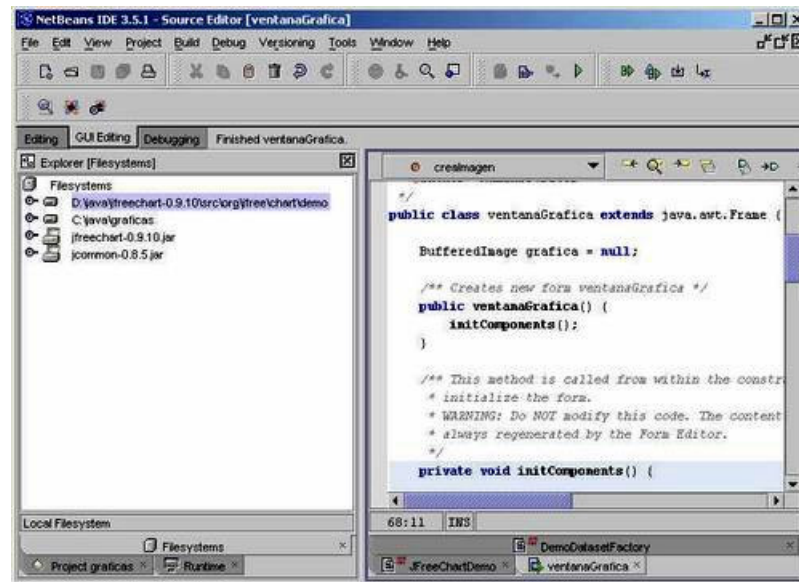 NetBeans IDE 3.5.1 - Source Editor [ventanaGrafica]
File Edit View Project Build Debug Versioning Tools Window Help
Editing GUI Editing Debugging Finished ventanaGrafica.
Explorer [Filesystems]
Filesystems
D:\java\jfreechart-0.9.10\src\org\jfree\chart\demo
C:\java\graficas
jfreechart-0.9.10.jar
jcommon-0.8.5.jar
Local Filesystem
Filesystems
Project graficas
Runtime
creaImagen
*/
public class ventanaGrafica extends java.awt.Frame {
BufferedImage grafica = null;
/** Creates new form ventanaGrafica */
public ventanaGrafica() {
initComponents();
}
/** This method is called from within the constr
* initialize the form.
* WARNING: Do NOT modify this code. The content
* always regenerated by the Form Editor.
*/
private void initComponents() {
68:11 INS
DemoDatasetFactory
JFreeChartDemo
ventanaGrafica